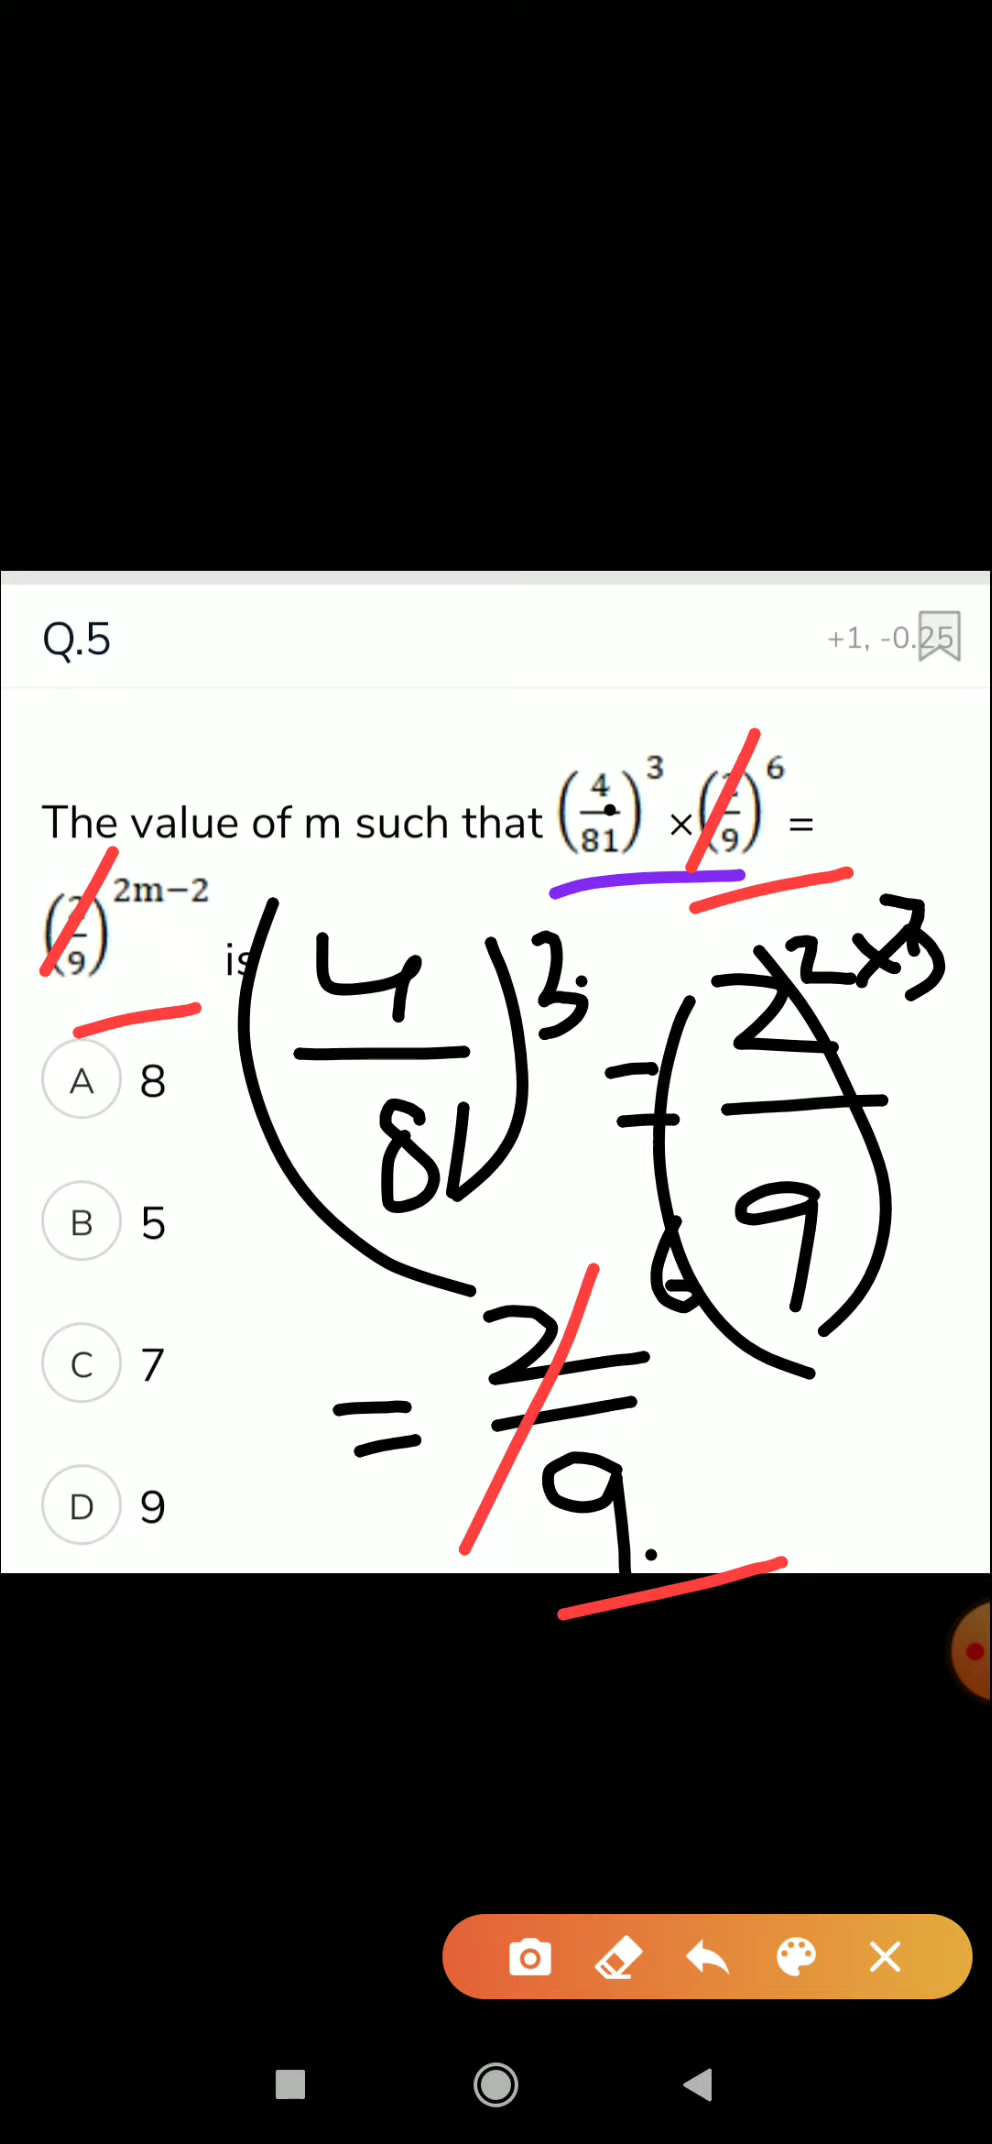 Q.5
+1, -0.25
The value of m such that (4/81)^3 × (2/9)^6 =
(2/9)^2m−2 is
(4/81)^3 = (2/9)^2×3
= 2/9 6
A 8
B 5
C 7
D 9